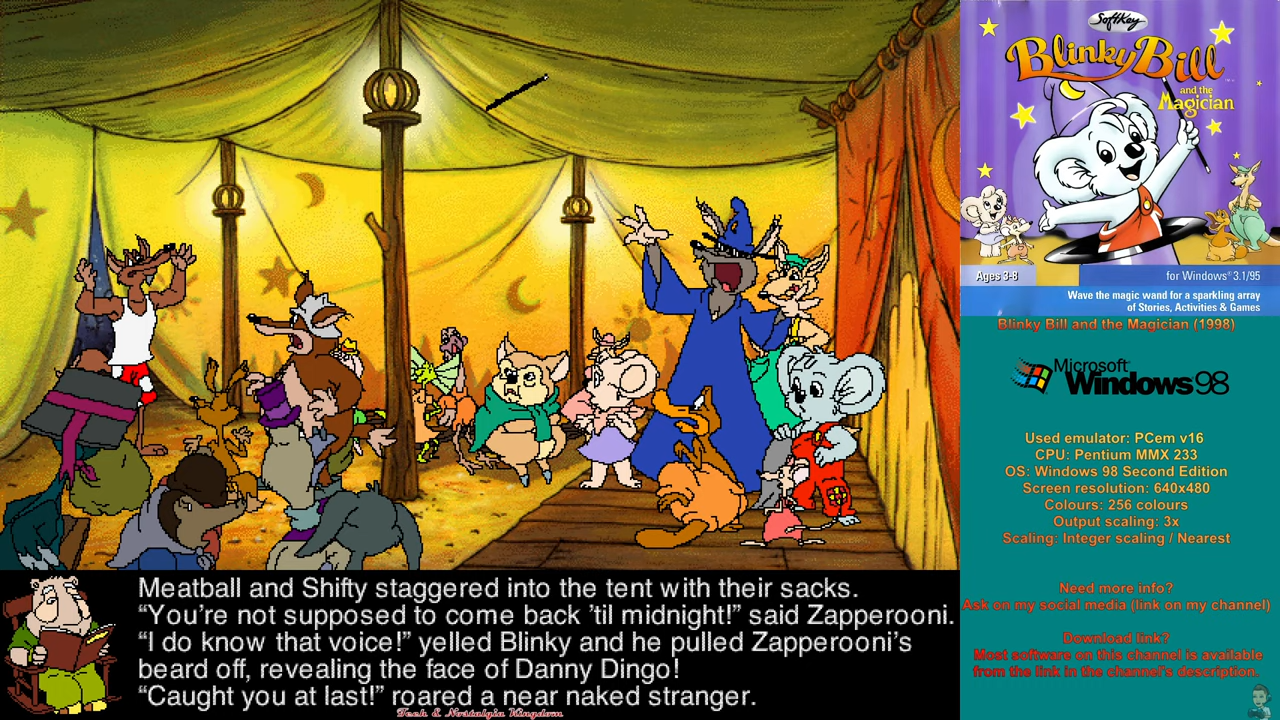 Meatball and Shifty staggered into the tent with their sacks.
“You’re not supposed to come back ’til midnight!” said Zapperooni.
“I do know that voice!” yelled Blinky and he pulled Zapperooni’s
beard off, revealing the face of Danny Dingo!
“Caught you at last!” roared a near naked stranger.
Tech & Nostalgia Kingdom
SoftKey
Blinky Bill
and the
Magician
Ages 3-8
for Windows® 3.1/95
Wave the magic wand for a sparkling array
of Stories, Activities & Games
Blinky Bill and the Magician (1998)
Microsoft
Windows 98
Used emulator: PCem v16
CPU: Pentium MMX 233
OS: Windows 98 Second Edition
Screen resolution: 640x480
Colours: 256 colours
Output scaling: 3x
Scaling: Integer scaling / Nearest
Need more info?
Ask on my social media (link on my channel)
Download link?
Most software on this channel is available
from the link in the channel's description.